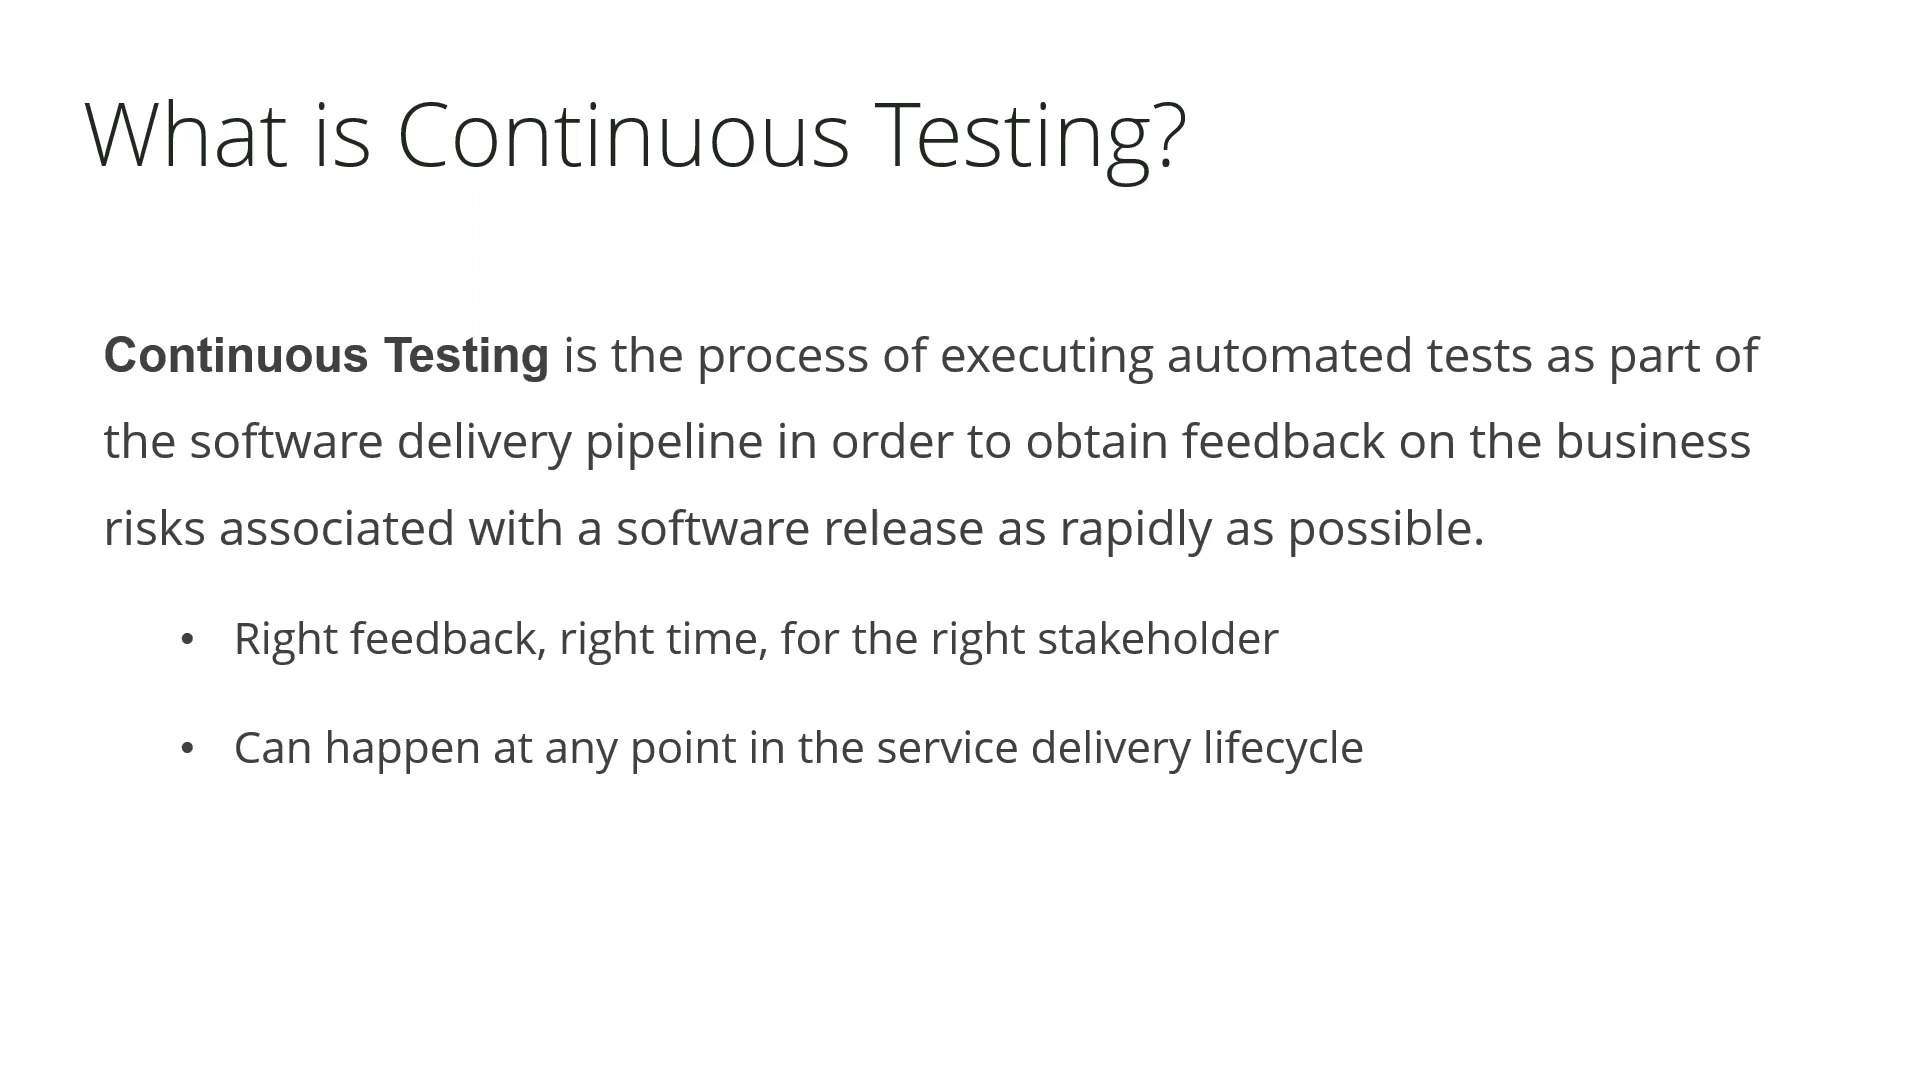 What is Continuous Testing?
Continuous Testing is the process of executing automated tests as part of
the software delivery pipeline in order to obtain feedback on the business
risks associated with a software release as rapidly as possible.
• Right feedback, right time, for the right stakeholder
• Can happen at any point in the service delivery lifecycle